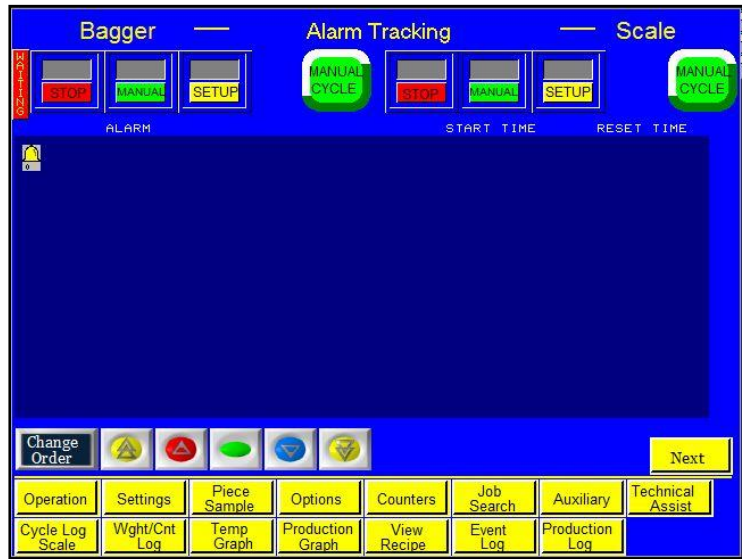 Bagger — Alarm Tracking — Scale
WAITING
STOP MANUAL SETUP MANUAL CYCLE STOP MANUAL SETUP MANUAL CYCLE
ALARM START TIME RESET TIME
0
Change Order
Next
Operation Settings Piece Sample Options Counters Job Search Auxiliary Technical Assist
Cycle Log Scale Wght/Cnt Log Temp Graph Production Graph View Recipe Event Log Production Log